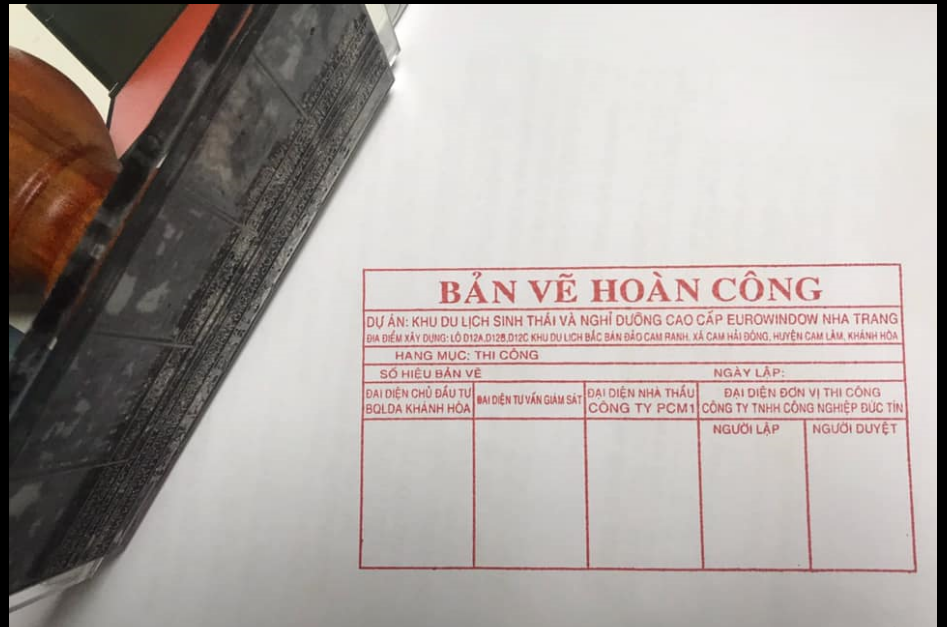 BẢN VẼ HOÀN CÔNG
DỰ ÁN: KHU DU LỊCH SINH THÁI VÀ NGHỈ DƯỠNG CAO CẤP EUROWINDOW NHA TRANG
ĐỊA ĐIỂM XÂY DỰNG: LÔ D12A,D12B,D12C KHU DU LỊCH BẮC BÁN ĐẢO CAM RANH, XÃ CAM HẢI ĐÔNG, HUYỆN CAM LÂM, KHÁNH HÒA
HẠNG MỤC: THI CÔNG
SỐ HIỆU BẢN VẼ NGÀY LẬP:
ĐẠI DIỆN CHỦ ĐẦU TƯ
BQLDA KHÁNH HÒA
ĐẠI DIỆN TƯ VẤN GIÁM SÁT
ĐẠI DIỆN NHÀ THẦU
CÔNG TY PCM1
ĐẠI DIỆN ĐƠN VỊ THI CÔNG
CÔNG TY TNHH CÔNG NGHIỆP ĐỨC TÍN
NGƯỜI LẬP
NGƯỜI DUYỆT